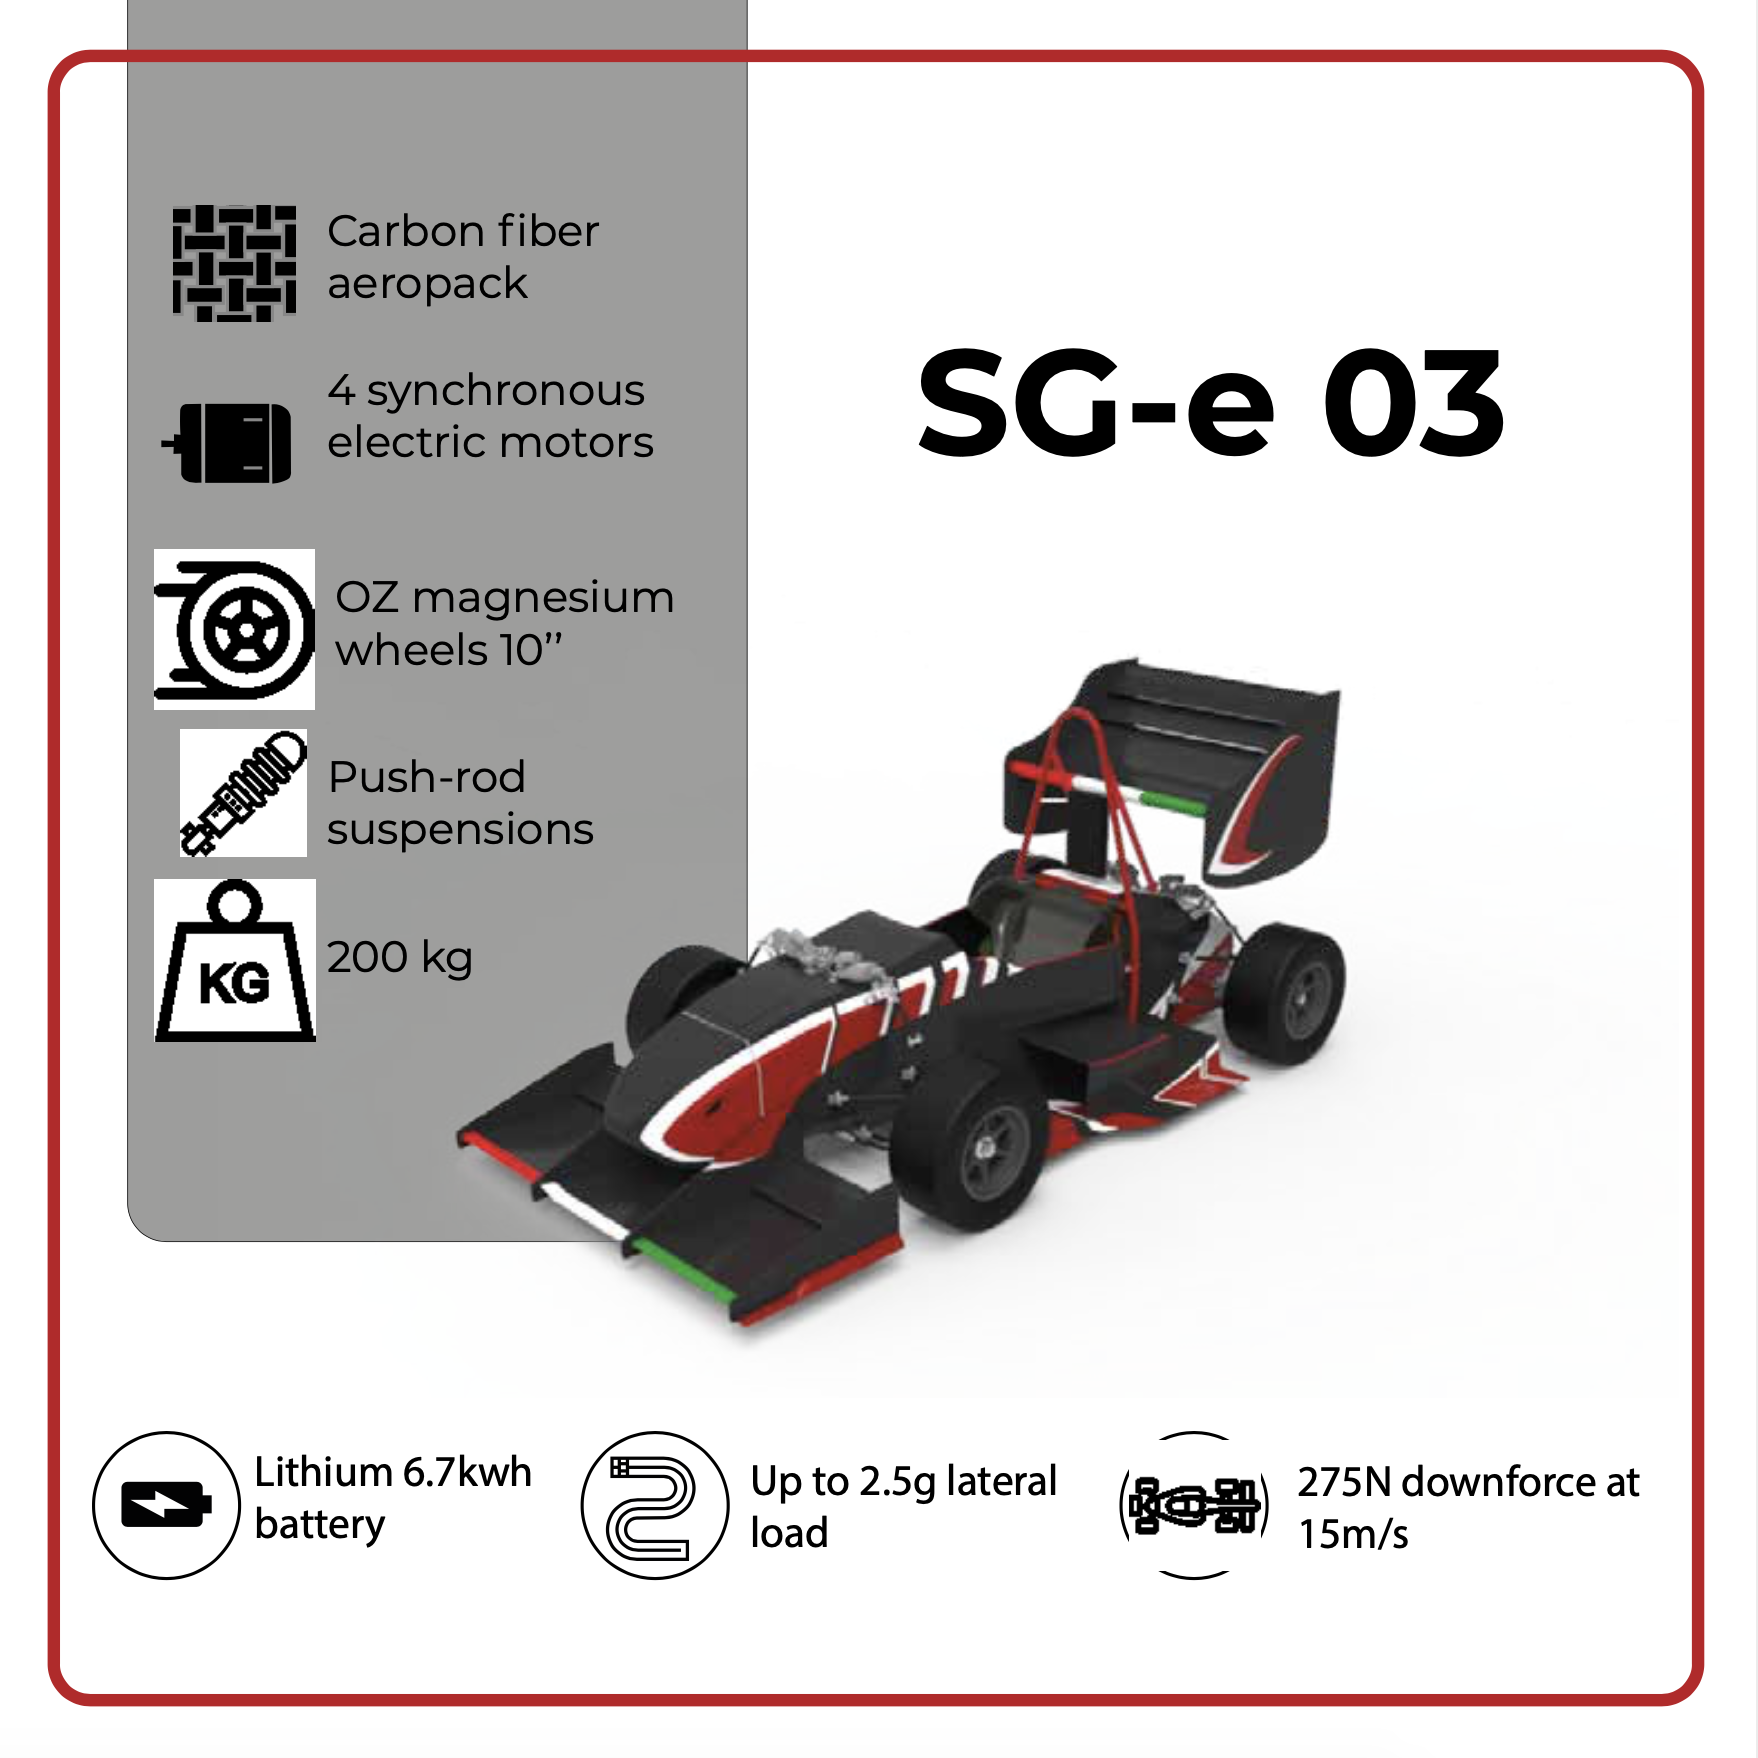 Carbon fiber
aeropack
4 synchronous
electric motors
OZ magnesium
wheels 10’’
Push-rod
suspensions
KG
200 kg
SG-e 03
Lithium 6.7kwh
battery
Up to 2.5g lateral
load
275N downforce at
15m/s